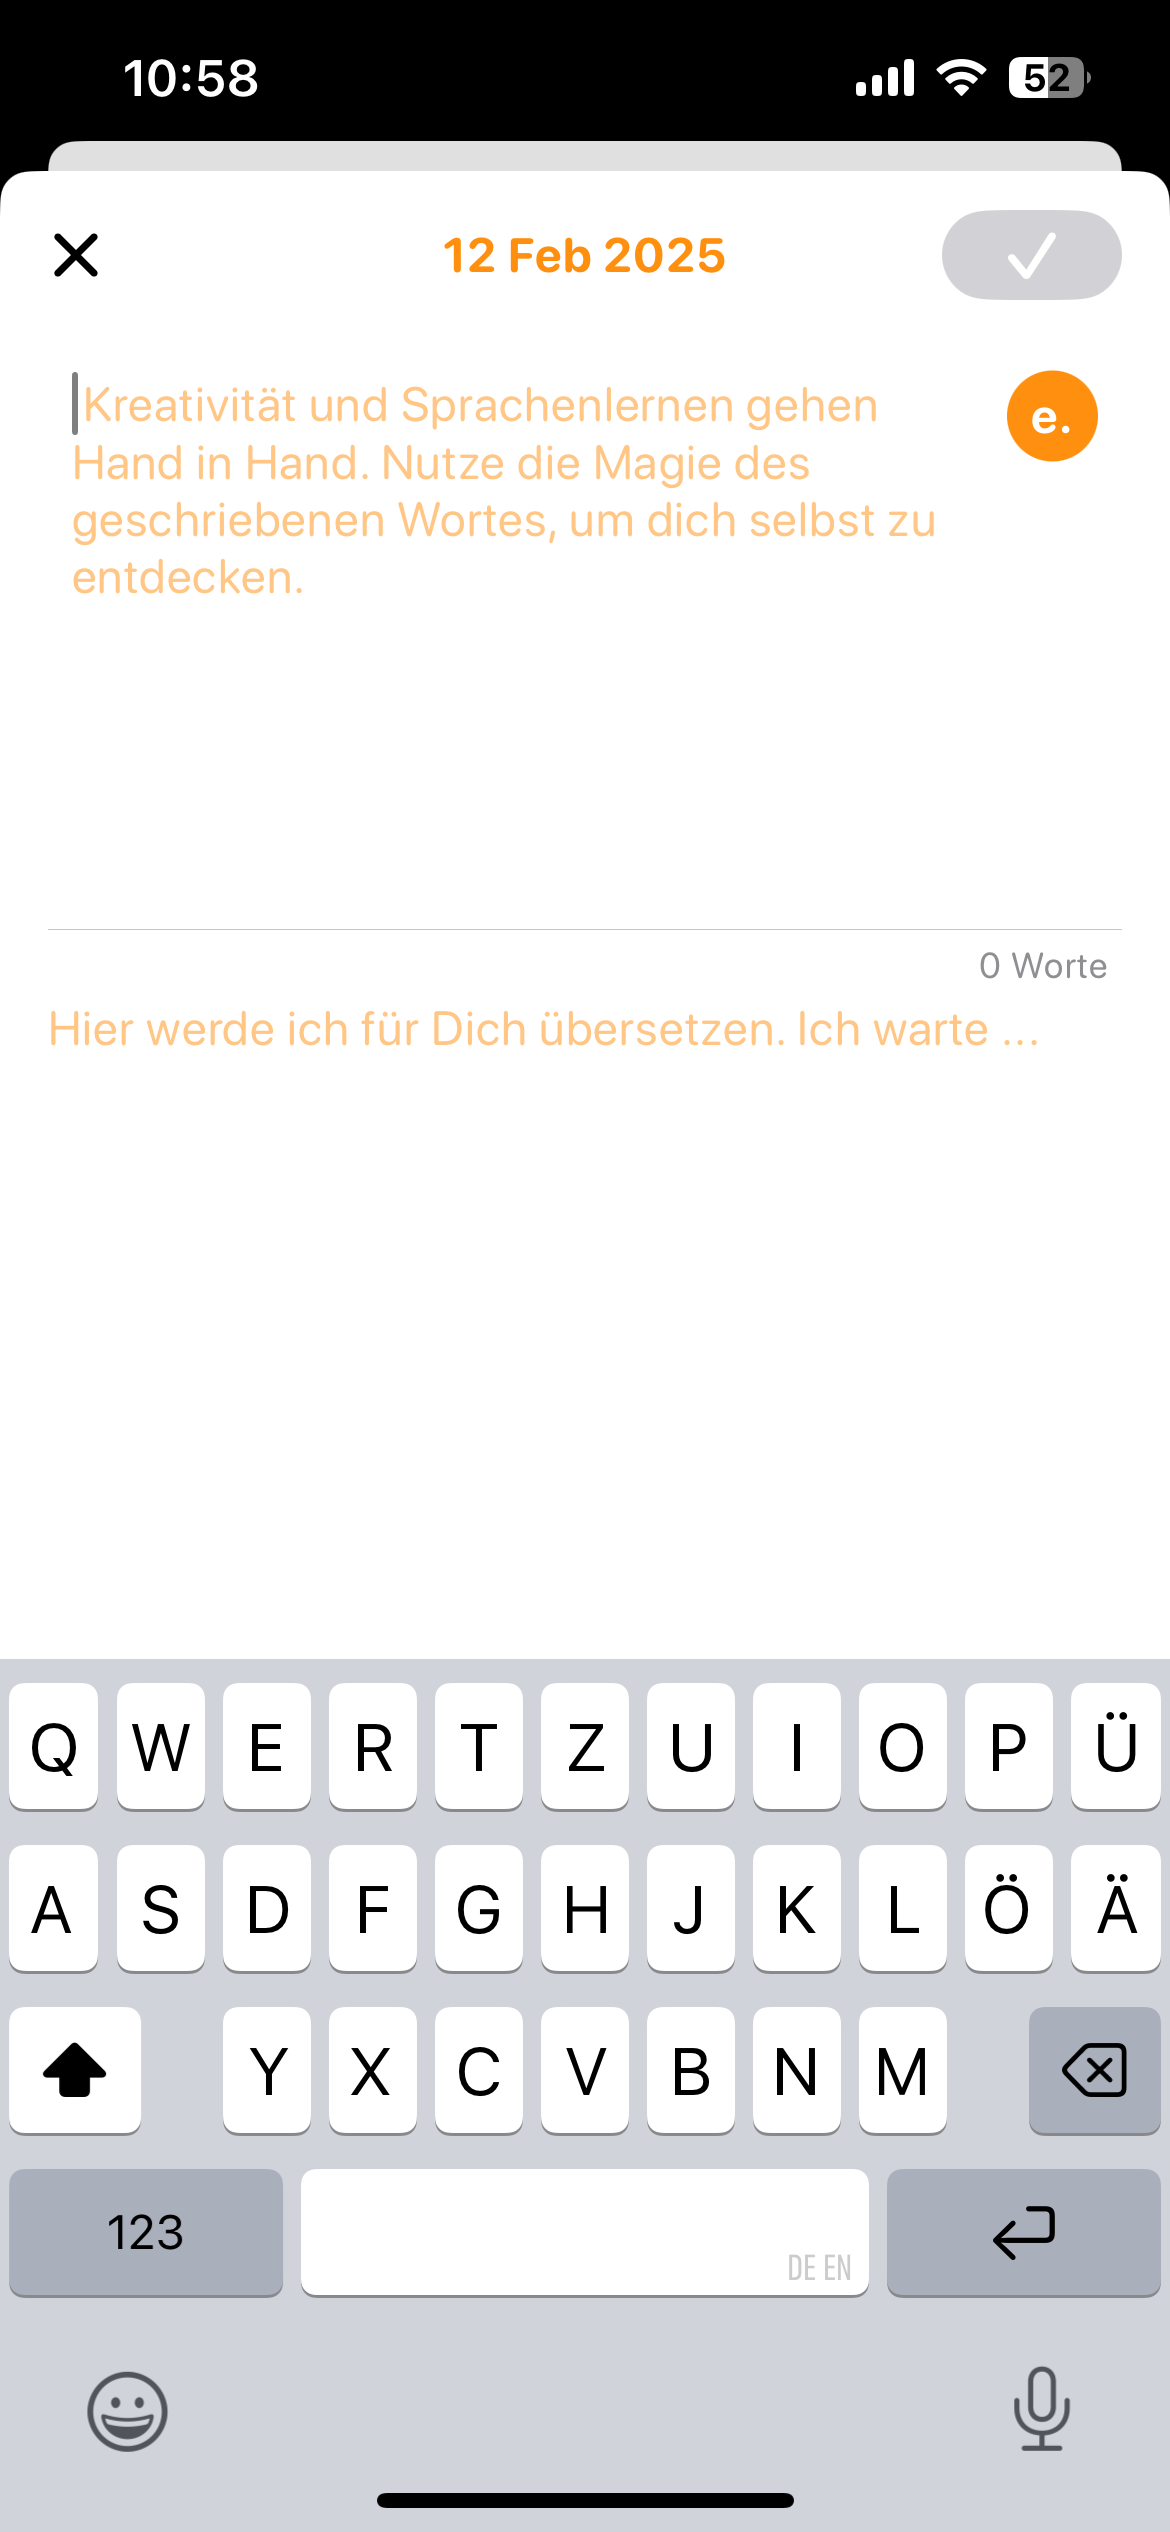 10:58
52
12 Feb 2025
Kreativität und Sprachenlernen gehen
Hand in Hand. Nutze die Magie des
geschriebenen Wortes, um dich selbst zu
entdecken.
e.
0 Worte
Hier werde ich für Dich übersetzen. Ich warte ...
Q W E R T Z U I O P Ü
A S D F G H J K L Ö Ä
Y X C V B N M
123
DE EN